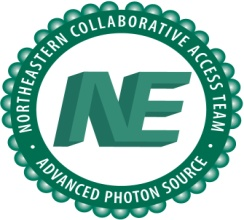 • NORTHEASTERN COLLABORATIVE ACCESS TEAM •
NE
ADVANCED PHOTON SOURCE